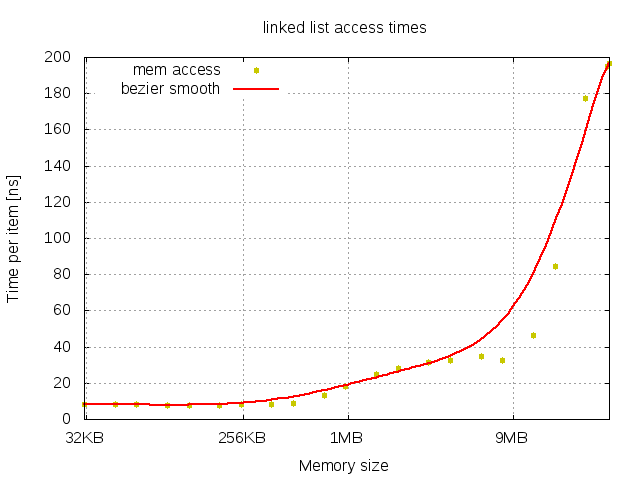 linked list access times
mem access
bezier smooth
200
180
160
140
120
100
80
60
40
20
0
Time per item [ns]
32KB 256KB 1MB 9MB
Memory size